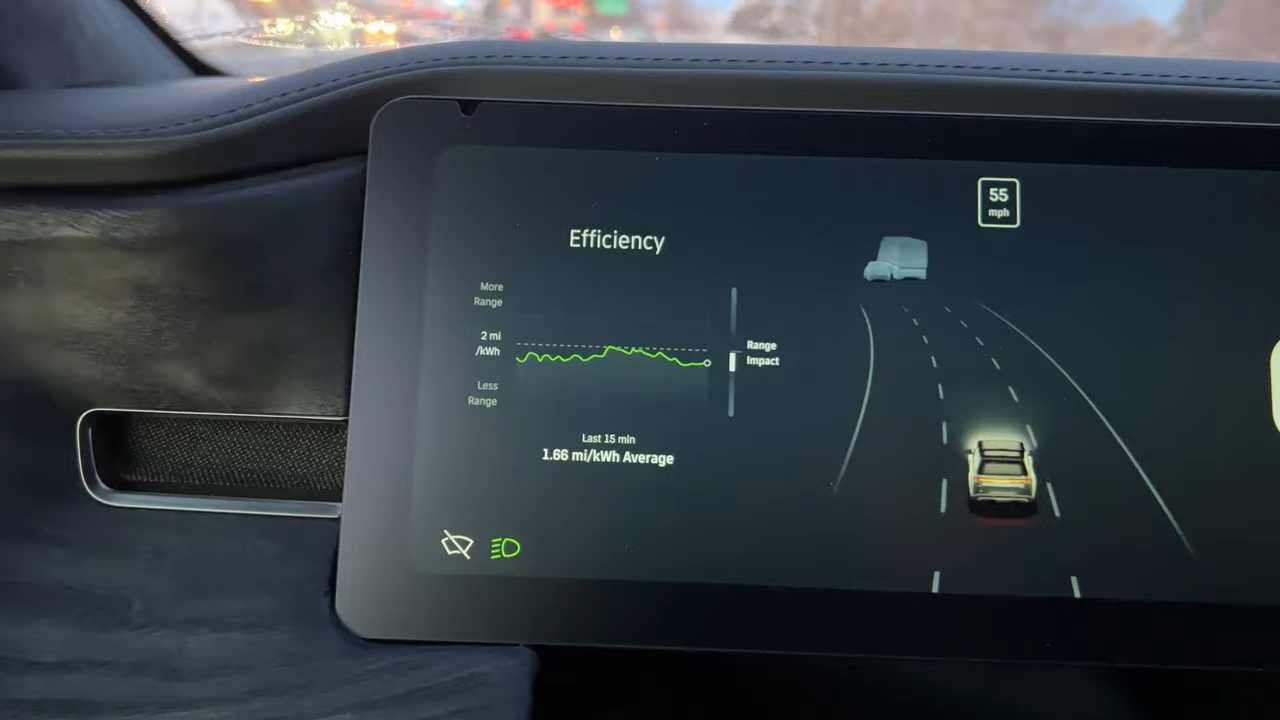 55
mph
Efficiency
More
Range
2 mi
/kWh
Less
Range
Range
Impact
Last 15 min
1.66 mi/kWh Average